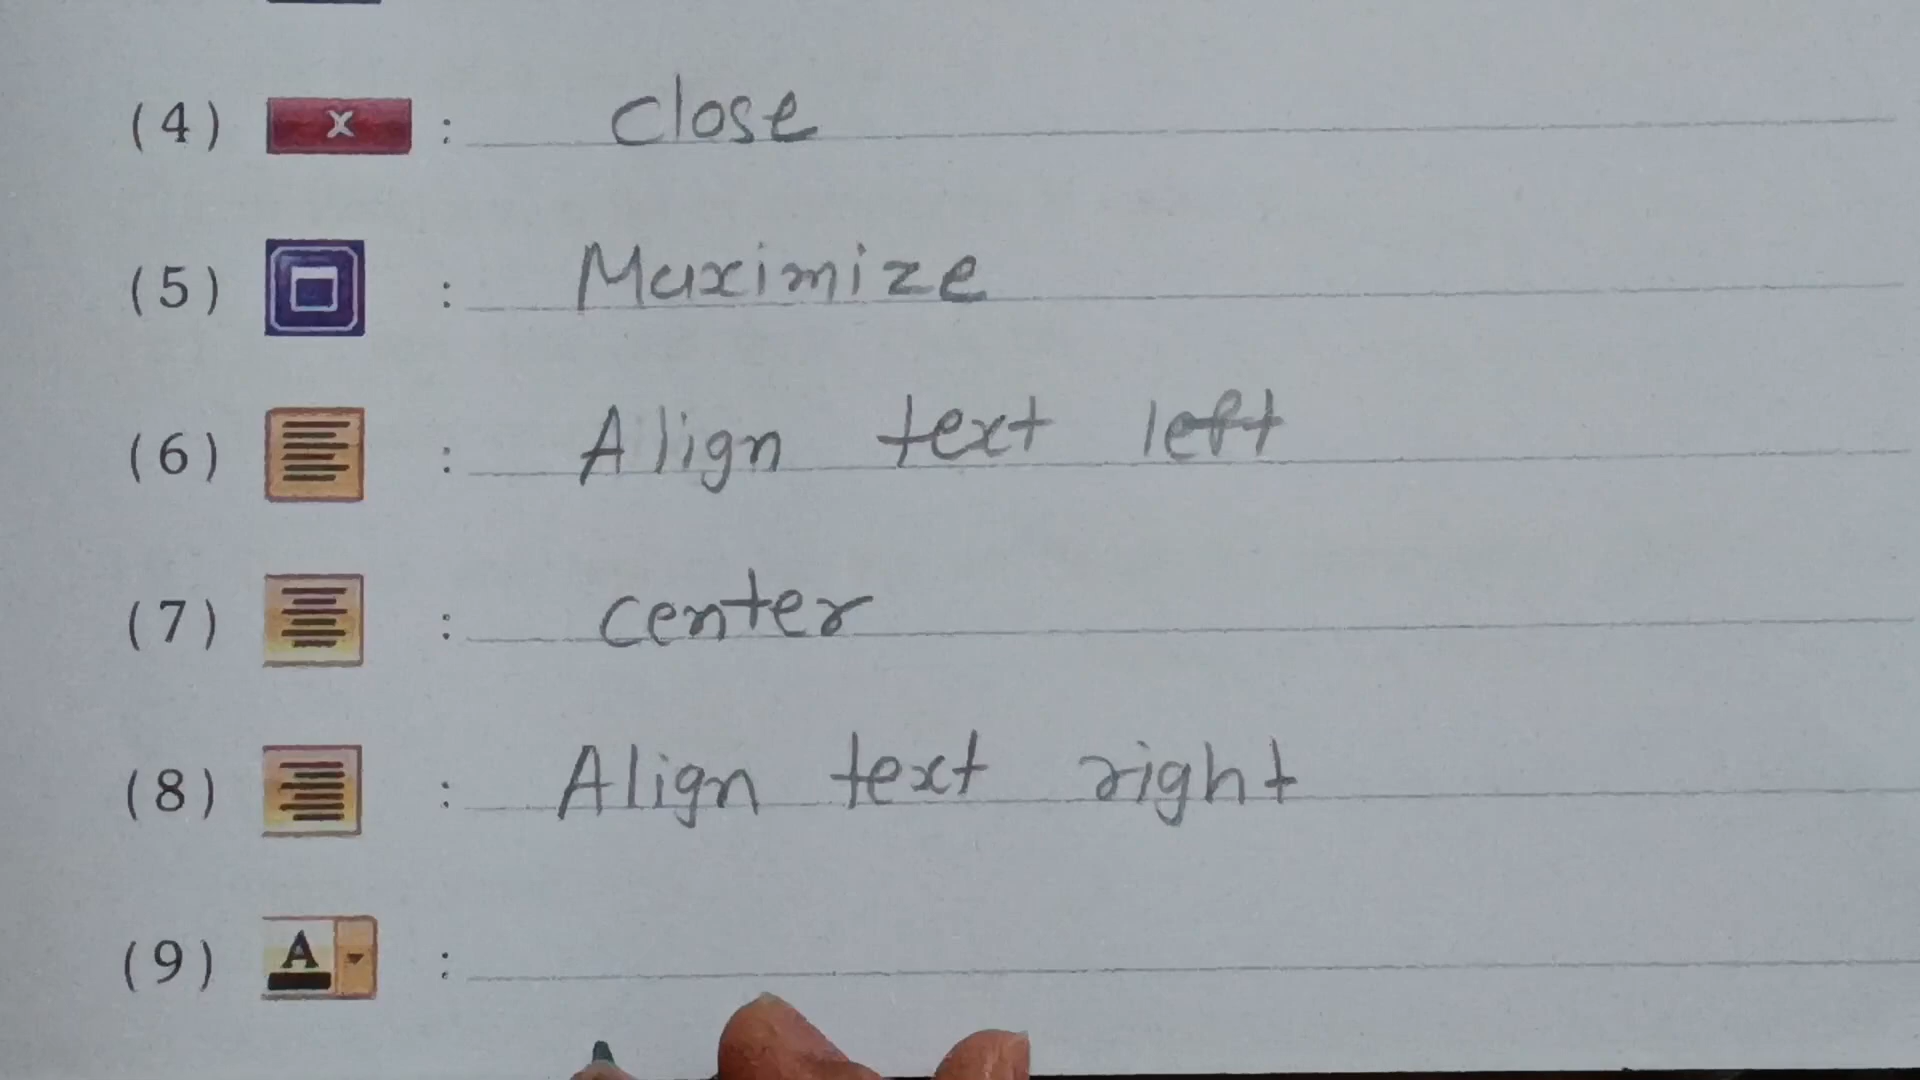 (4) X : close
(5) : Maximize
(6) : Align text left
(7) : center
(8) : Align text right
(9) A :